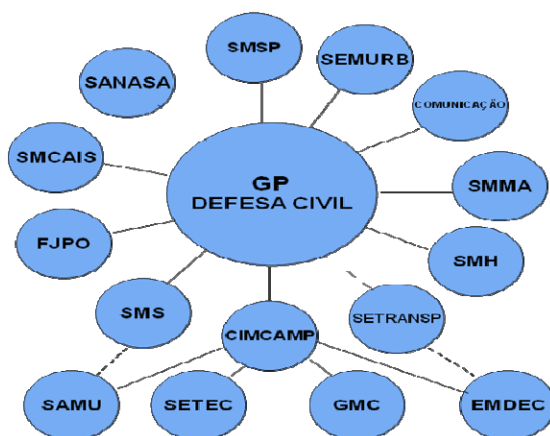 SMSP
SEMURB
SANASA
COMUNICAÇÃO
SMCAIS
GP
DEFESA CIVIL
SMMA
FJPO
SMH
SMS
SETRANSP
CIMCAMP
SAMU
SETEC
GMC
EMDEC